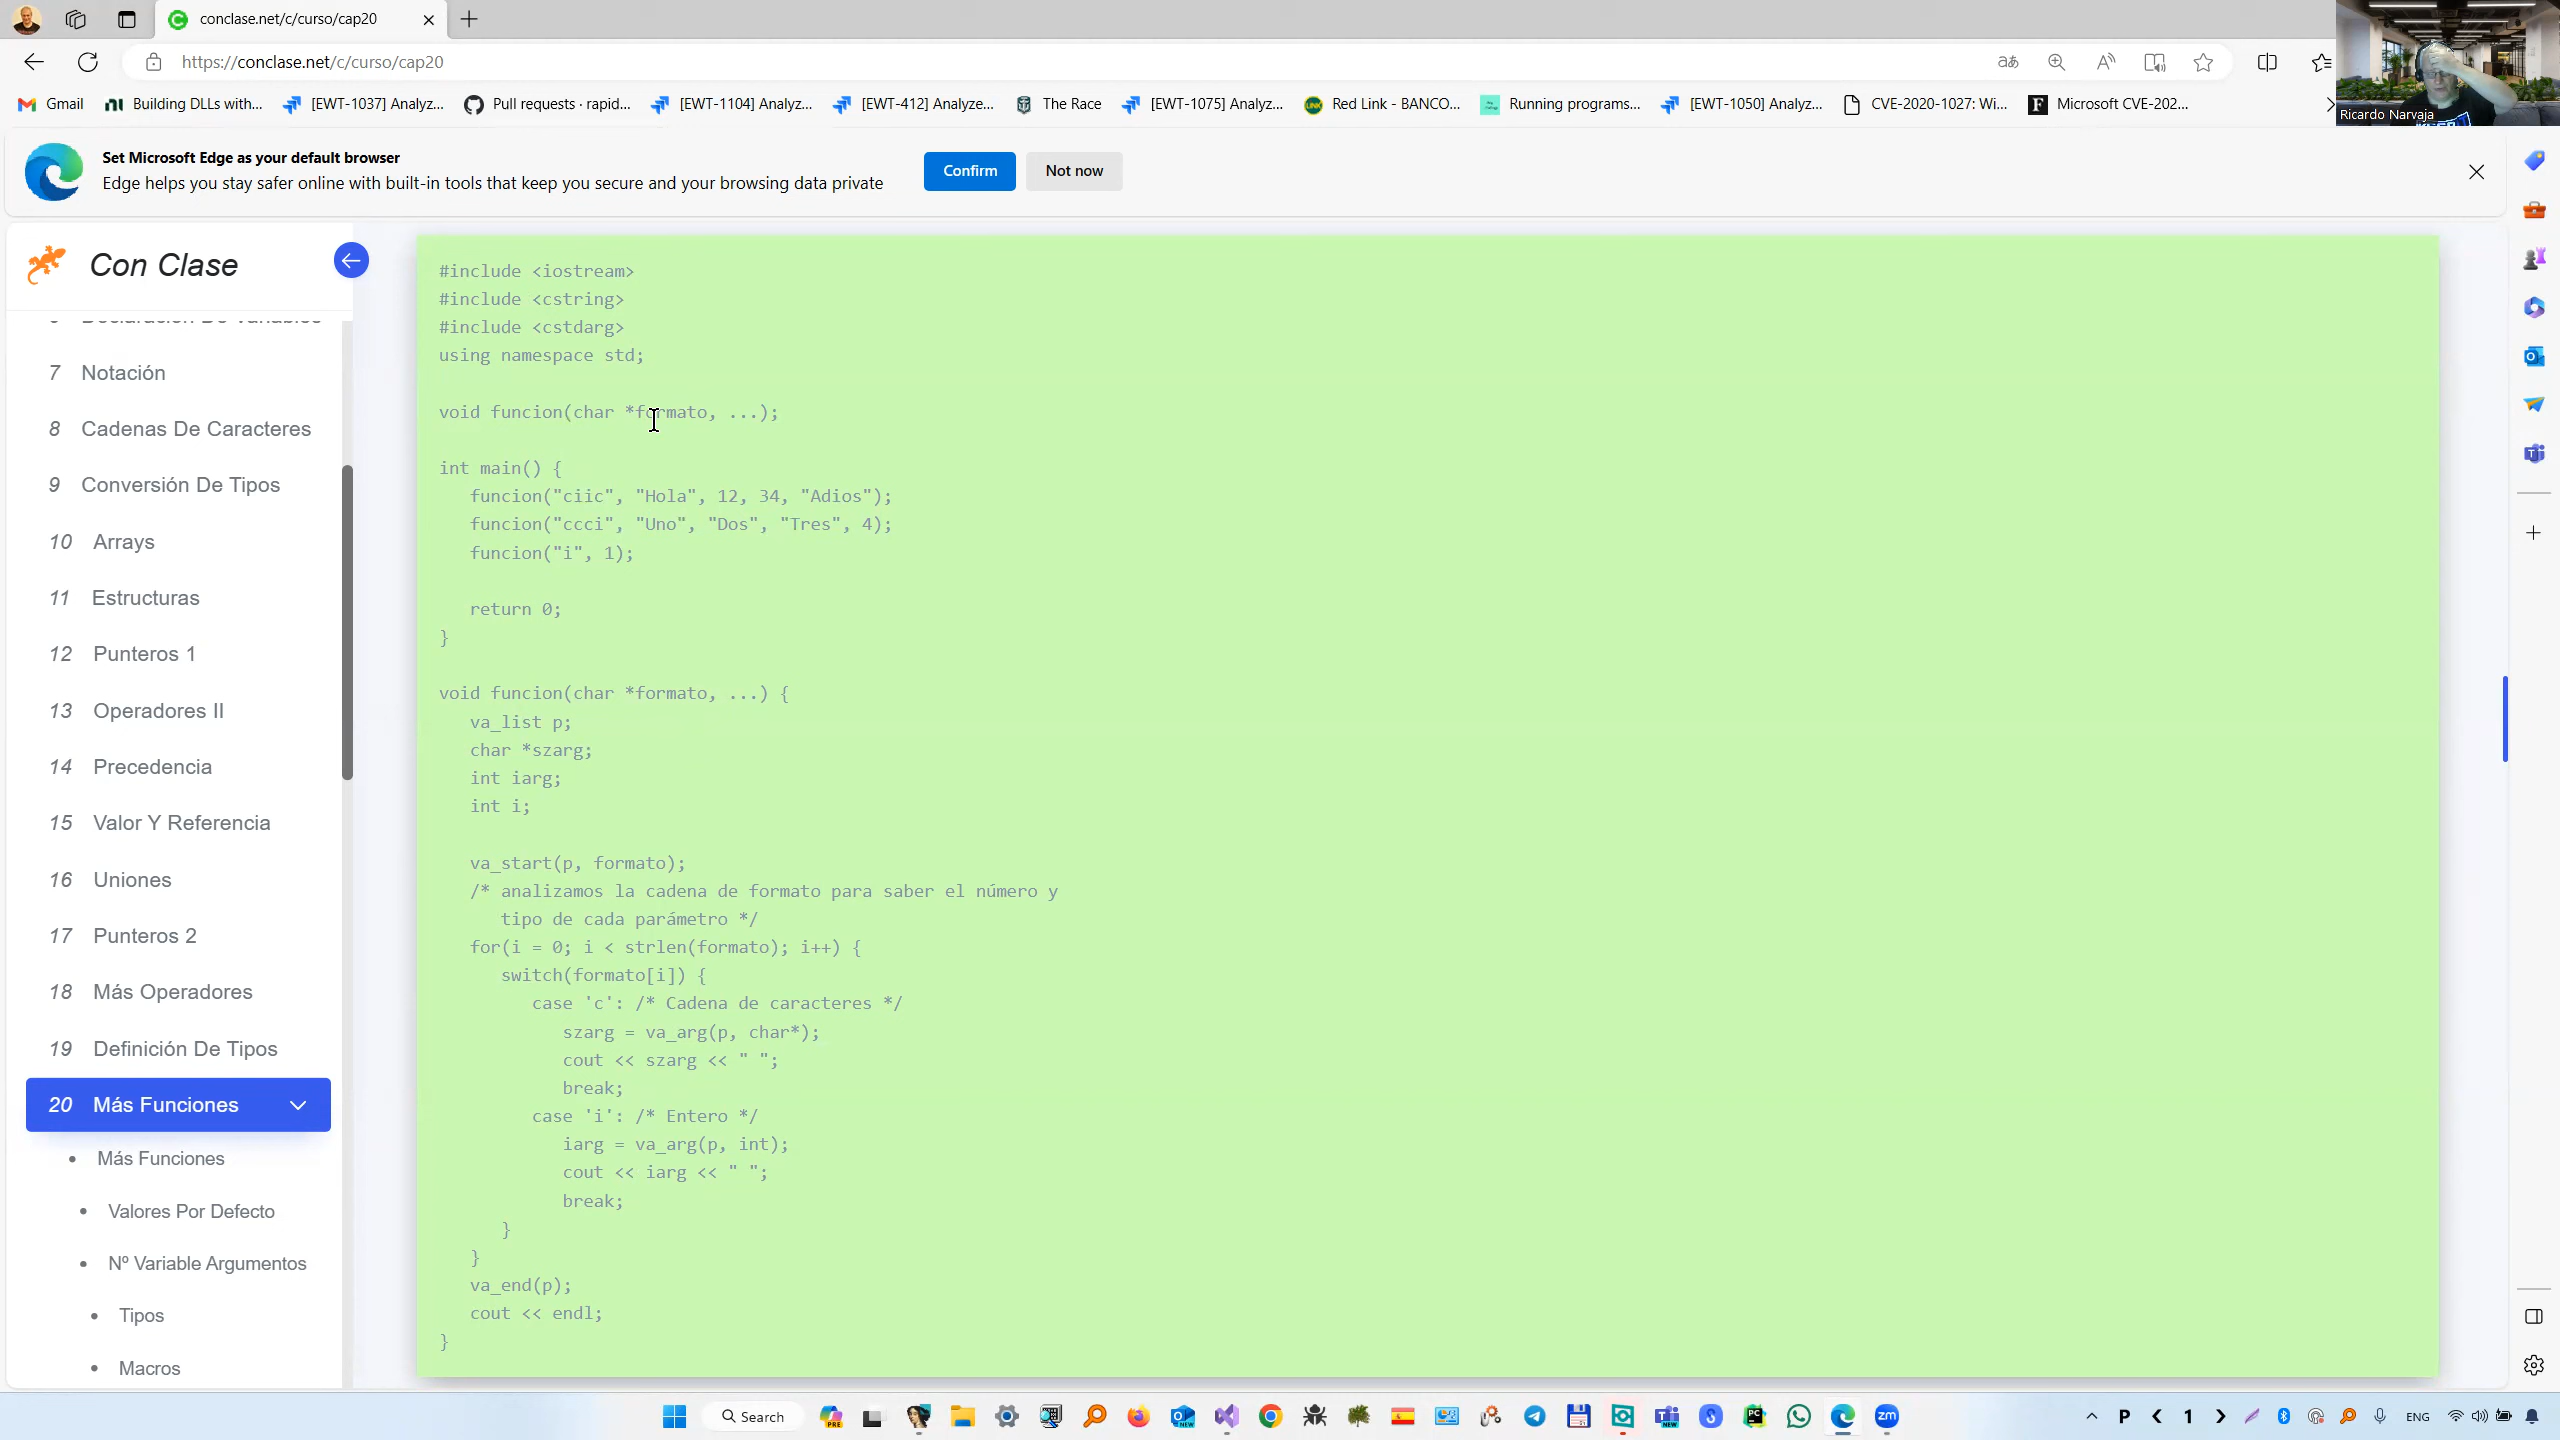 conclase.net/c/curso/cap20
https://conclase.net/c/curso/cap20
Gmail
Building DLLs with...
[EWT-1037] Analyz...
Pull requests · rapid...
[EWT-1104] Analyz...
[EWT-412] Analyze...
The Race
[EWT-1075] Analyz...
Red Link - BANCO...
Running programs...
[EWT-1050] Analyz...
CVE-2020-1027: Wi...
Microsoft CVE-202...
Ricardo Narvaja
Set Microsoft Edge as your default browser
Edge helps you stay safer online with built-in tools that keep you secure and your browsing data private
Confirm
Not now
Con Clase
7 Notación
8 Cadenas De Caracteres
9 Conversión De Tipos
10 Arrays
11 Estructuras
12 Punteros 1
13 Operadores II
14 Precedencia
15 Valor Y Referencia
16 Uniones
17 Punteros 2
18 Más Operadores
19 Definición De Tipos
20 Más Funciones
• Más Funciones
• Valores Por Defecto
• Nº Variable Argumentos
• Tipos
• Macros
#include <iostream>
#include <cstring>
#include <cstdarg>
using namespace std;
void funcion(char *formato, ...);
int main() {
funcion("ciic", "Hola", 12, 34, "Adios");
funcion("ccci", "Uno", "Dos", "Tres", 4);
funcion("i", 1);
return 0;
}
void funcion(char *formato, ...) {
va_list p;
char *szarg;
int iarg;
int i;
va_start(p, formato);
/* analizamos la cadena de formato para saber el número y
tipo de cada parámetro */
for(i = 0; i < strlen(formato); i++) {
switch(formato[i]) {
case 'c': /* Cadena de caracteres */
szarg = va_arg(p, char*);
cout << szarg << " ";
break;
case 'i': /* Entero */
iarg = va_arg(p, int);
cout << iarg << " ";
break;
}
}
va_end(p);
cout << endl;
}
Search
P
1
ENG